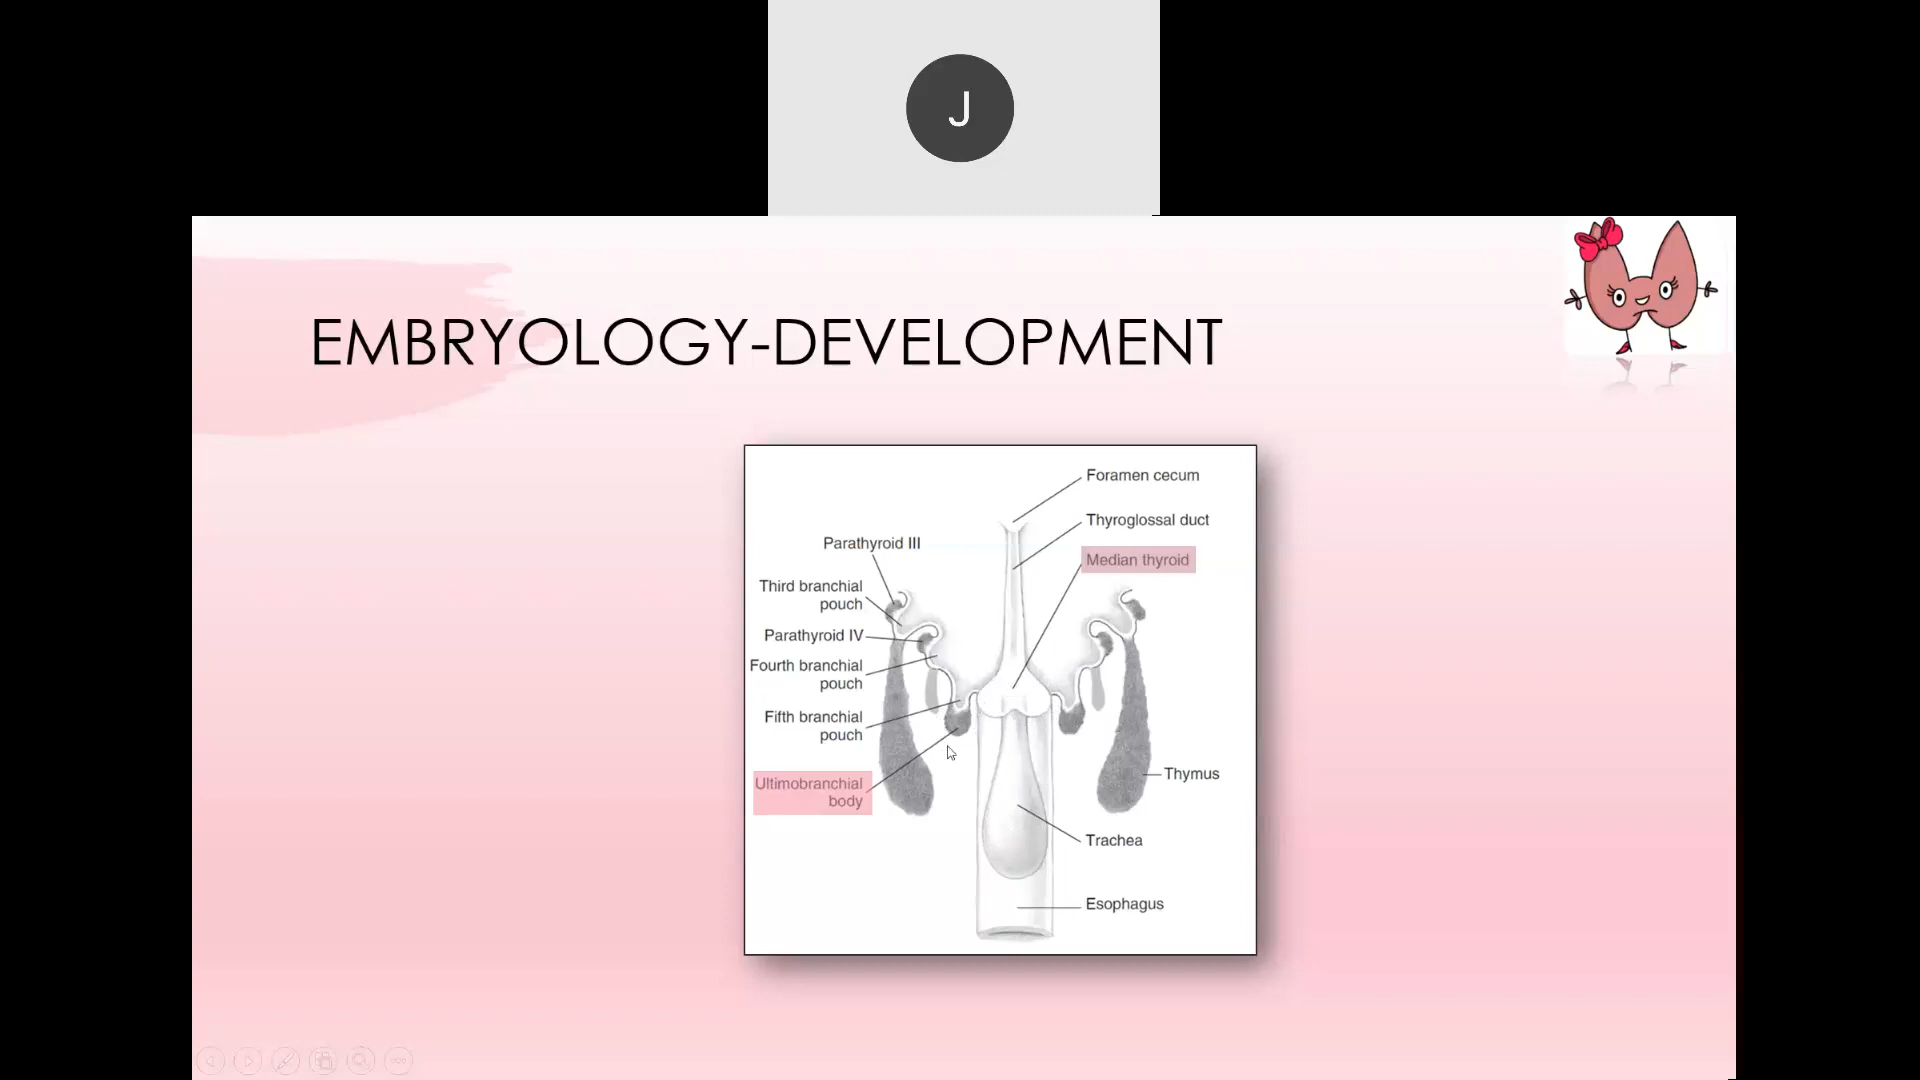 J
EMBRYOLOGY-DEVELOPMENT
Foramen cecum
Thyroglossal duct
Parathyroid III
Median thyroid
Third branchial
pouch
Parathyroid IV
Fourth branchial
pouch
Fifth branchial
pouch
Ultimobranchial
body
Thymus
Trachea
Esophagus